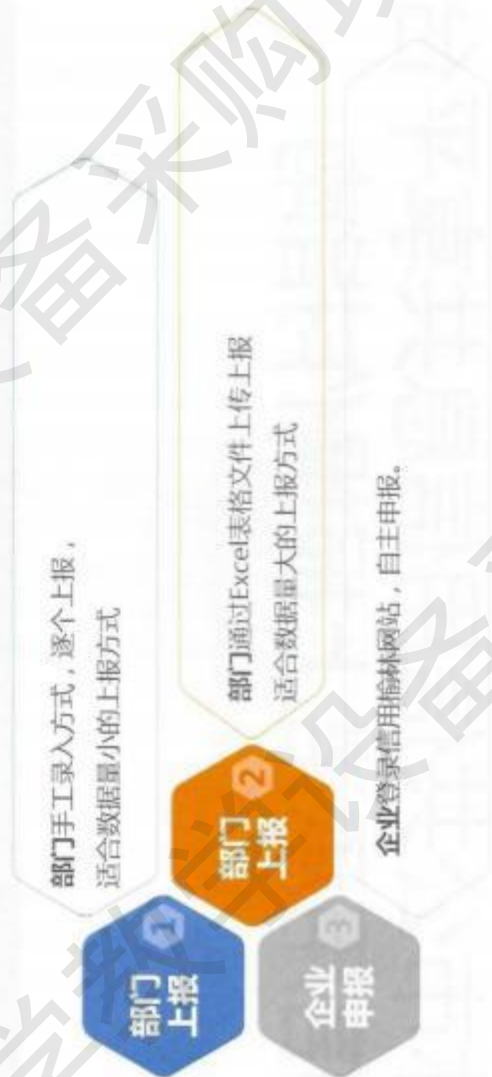 部门
上报
1
部门手工录入方式，逐个上报，
适合数据量小的上报方式
部门
上报
2
部门通过Excel表格文件上传上报
适合数据量大的上报方式
企业
申报
3
企业登录信用榆林网站，自主申报。